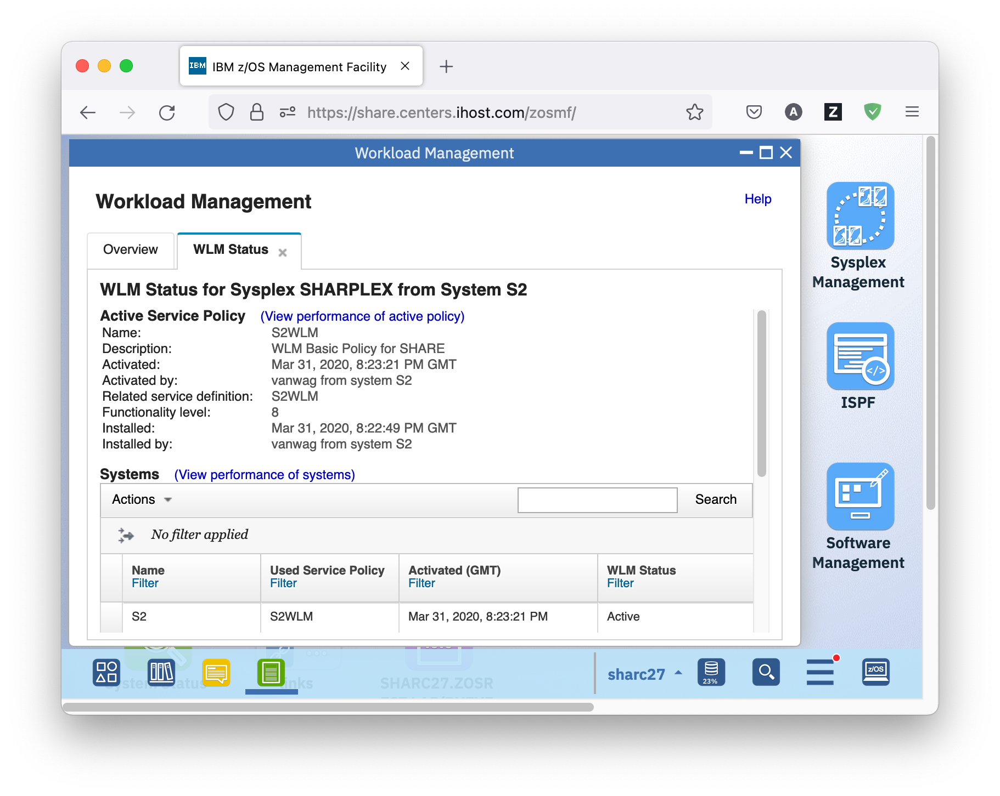 IBM
IBM z/OS Management Facility
https://share.centers.ihost.com/zosmf/
A
Z
Workload Management
Workload Management
Help
Overview
WLM Status
WLM Status for Sysplex SHARPLEX from System S2
Active Service Policy (View performance of active policy)
Name: S2WLM
Description: WLM Basic Policy for SHARE
Activated: Mar 31, 2020, 8:23:21 PM GMT
Activated by: vanwag from system S2
Related service definition: S2WLM
Functionality level: 8
Installed: Mar 31, 2020, 8:22:49 PM GMT
Installed by: vanwag from system S2
Systems (View performance of systems)
Actions Search
No filter applied
Name Used Service Policy Activated (GMT) WLM Status
Filter Filter Filter Filter
S2 S2WLM Mar 31, 2020, 8:23:21 PM Active
Sysplex
Management
</>
ISPF
Software
Management
System Status
SHARC27.ZOSR
sharc27
23%
z/OS